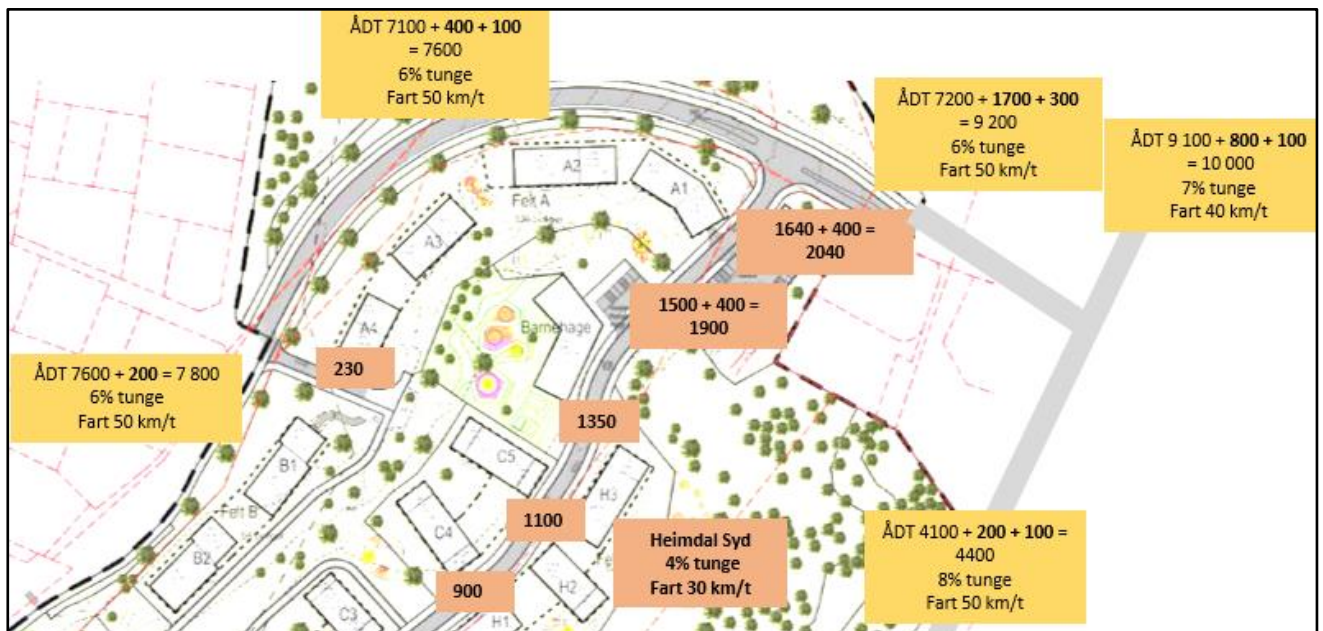 ÅDT 7100 + 400 + 100
= 7600
6% tunge
Fart 50 km/t
ÅDT 7200 + 1700 + 300
= 9 200
6% tunge
Fart 50 km/t
ÅDT 9 100 + 800 + 100
= 10 000
7% tunge
Fart 40 km/t
A2
A1
Felt A
A3
1640 + 400 =
2040
1500 + 400 =
1900
A4
Barnehage
230
ÅDT 7600 + 200 = 7 800
6% tunge
Fart 50 km/t
1350
C5
B1
H3
Felt B
1100
C4
B2
Heimdal Syd
4% tunge
Fart 30 km/t
ÅDT 4100 + 200 + 100 =
4400
8% tunge
Fart 50 km/t
H2
900
C3
H1